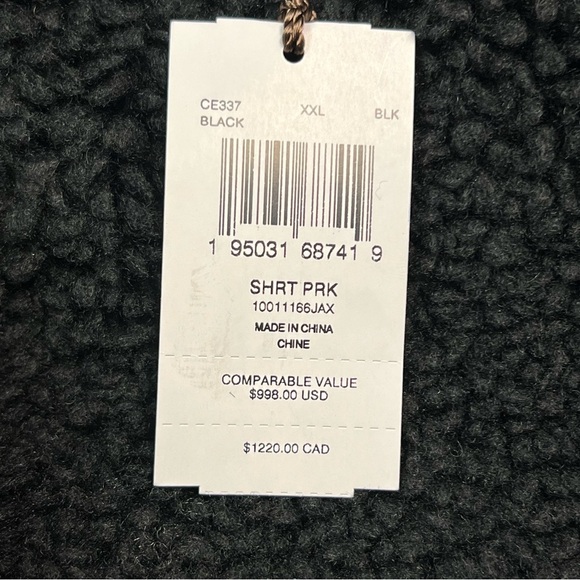 CE337 XXL BLK
BLACK
1 95031 68741 9
SHRT PRK
10011166JAX
MADE IN CHINA
CHINE
COMPARABLE VALUE
$998.00 USD
$1220.00 CAD